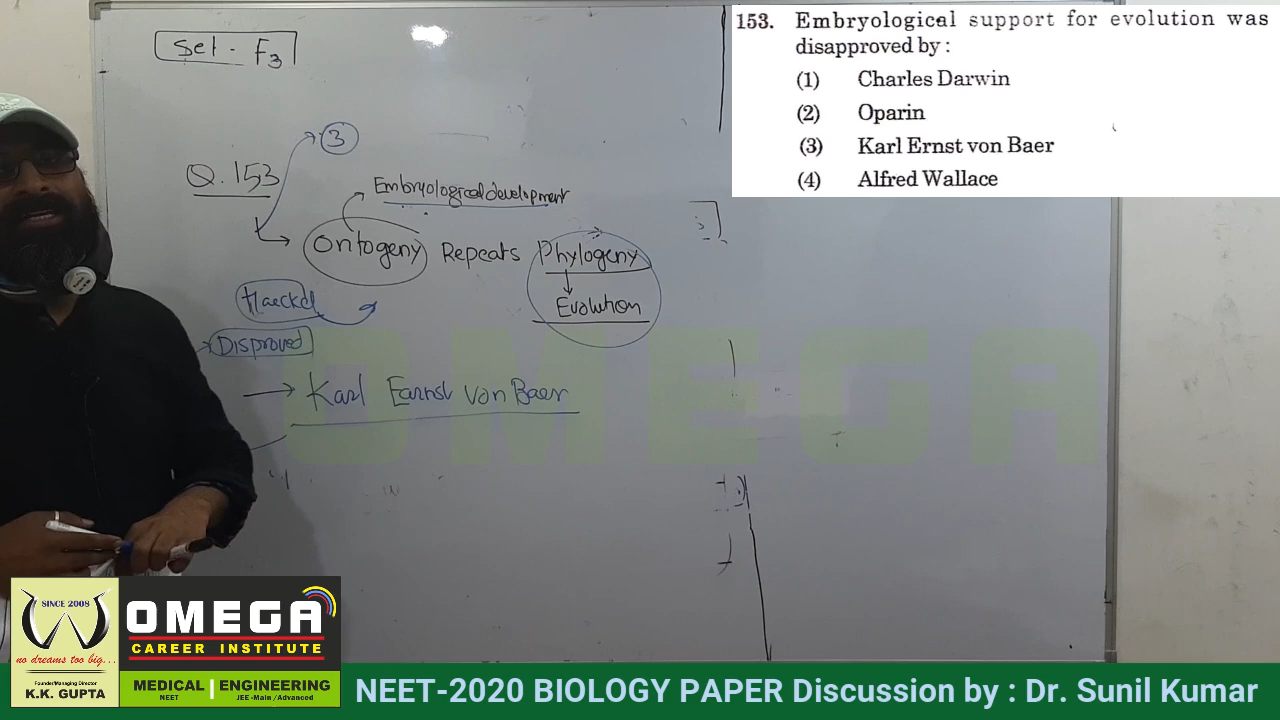 Set - F3
153. Embryological support for evolution was
disapproved by :
(1) Charles Darwin
(2) Oparin
(3) Karl Ernst von Baer
(4) Alfred Wallace
3
Q. 153
Embryological development
Ontogeny Repeats Phylogeny
Evolution
Haeckel
Disproved
Karl Earnst von Baer
OMEGA
SINCE 2008
no dreams too big...
Founder/Managing Director
K.K. GUPTA
OMEGA
CAREER INSTITUTE
MEDICAL | ENGINEERING
NEET JEE-Main /Advanced
NEET-2020 BIOLOGY PAPER Discussion by : Dr. Sunil Kumar